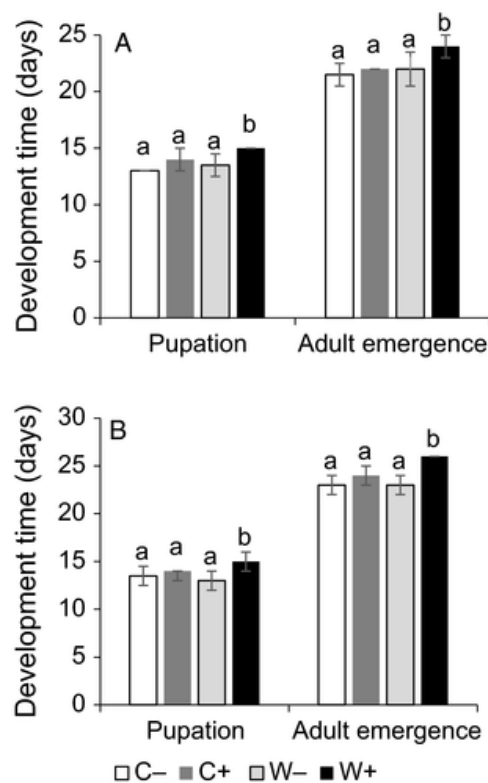 A
Development time (days)
25
20
15
10
5
0
a a a b
a a a b
Pupation Adult emergence
B
Development time (days)
30
25
20
15
10
5
0
a a a b
a a a b
Pupation Adult emergence
C– C+ W– W+